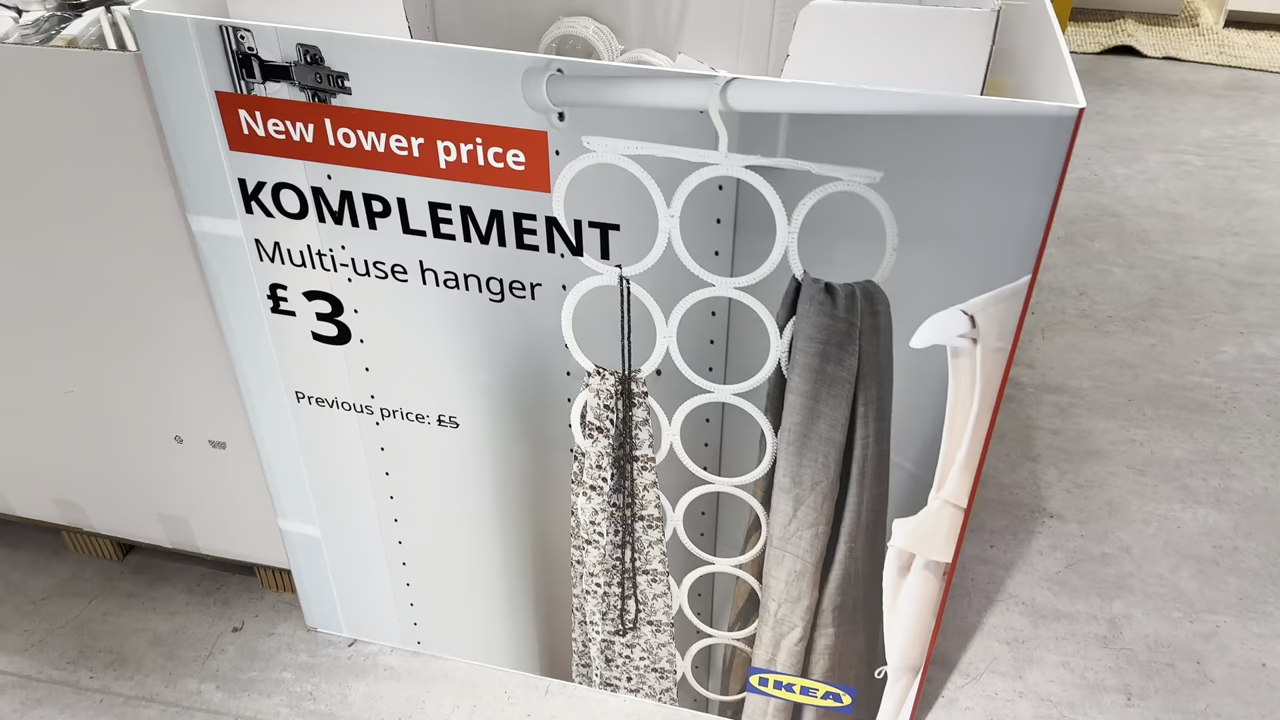 New lower price
KOMPLEMENT
Multi-use hanger
£3
Previous price: £5
IKEA